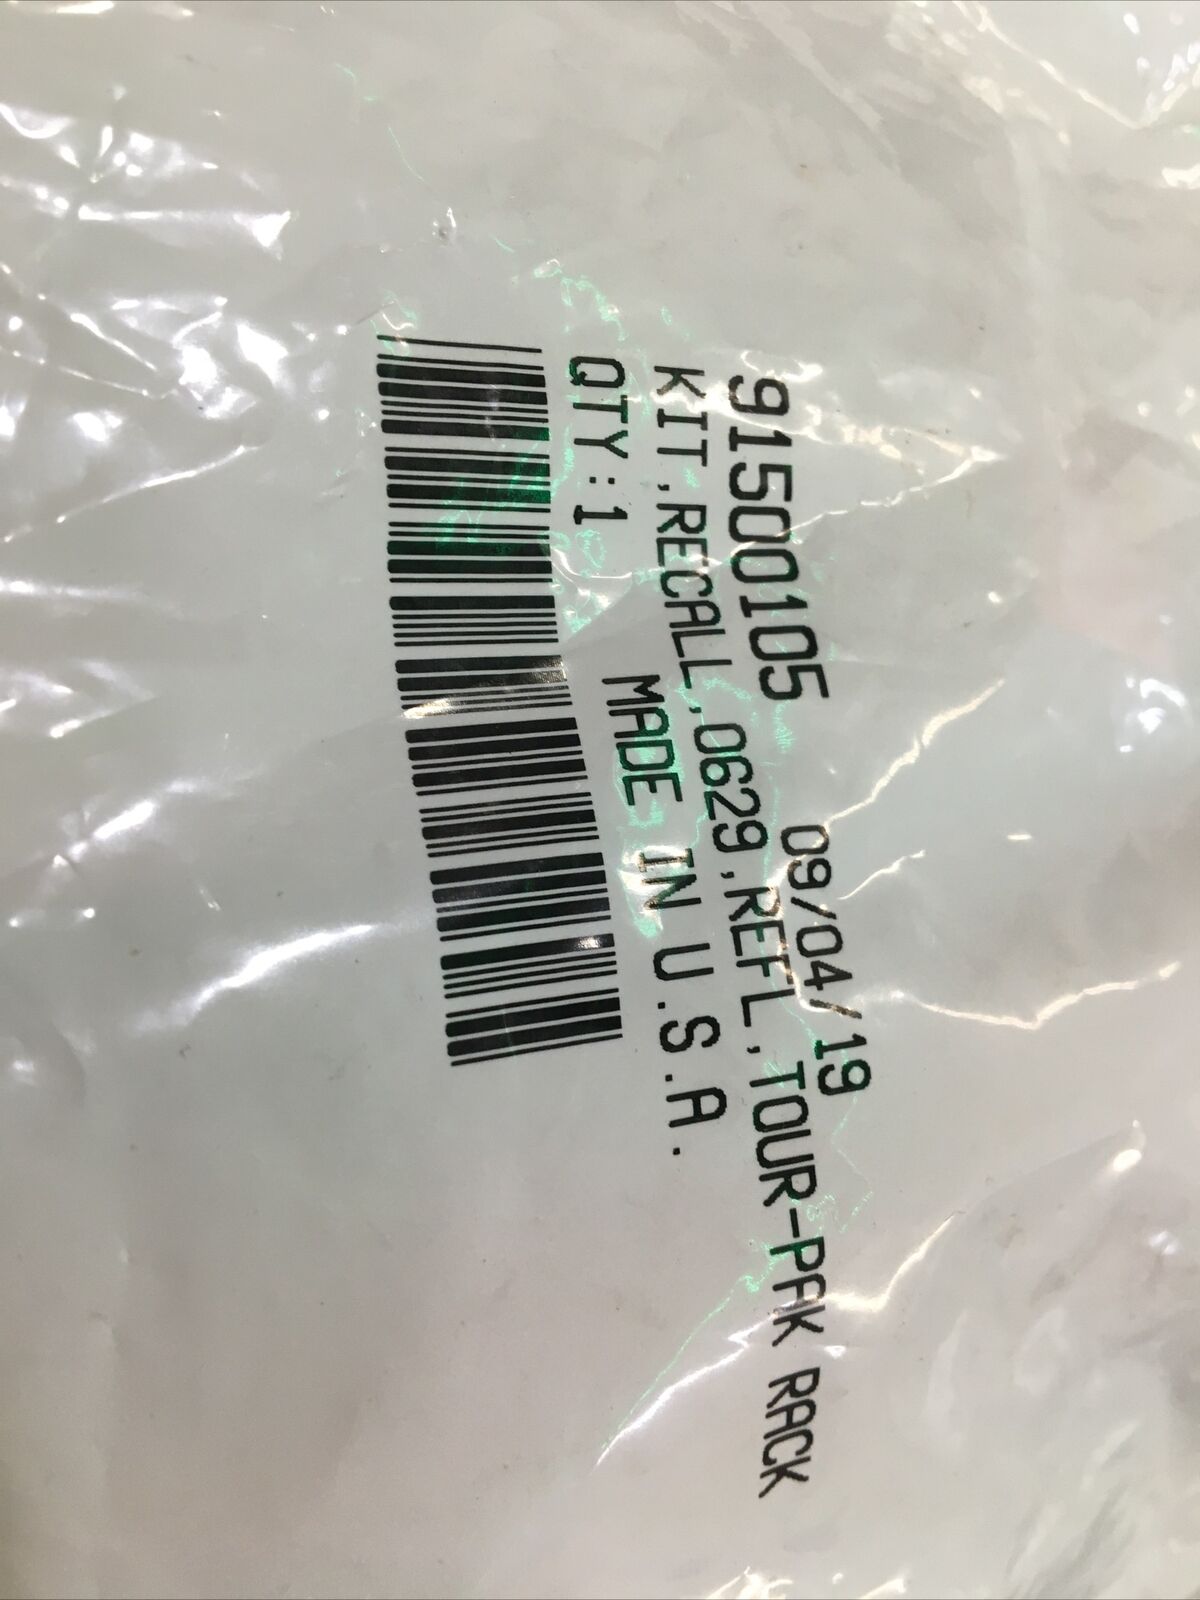 91500105 09/04/19
KIT,RECALL,0629,REFL,TOUR-PAK RACK
QTY:1 MADE IN U.S.A.